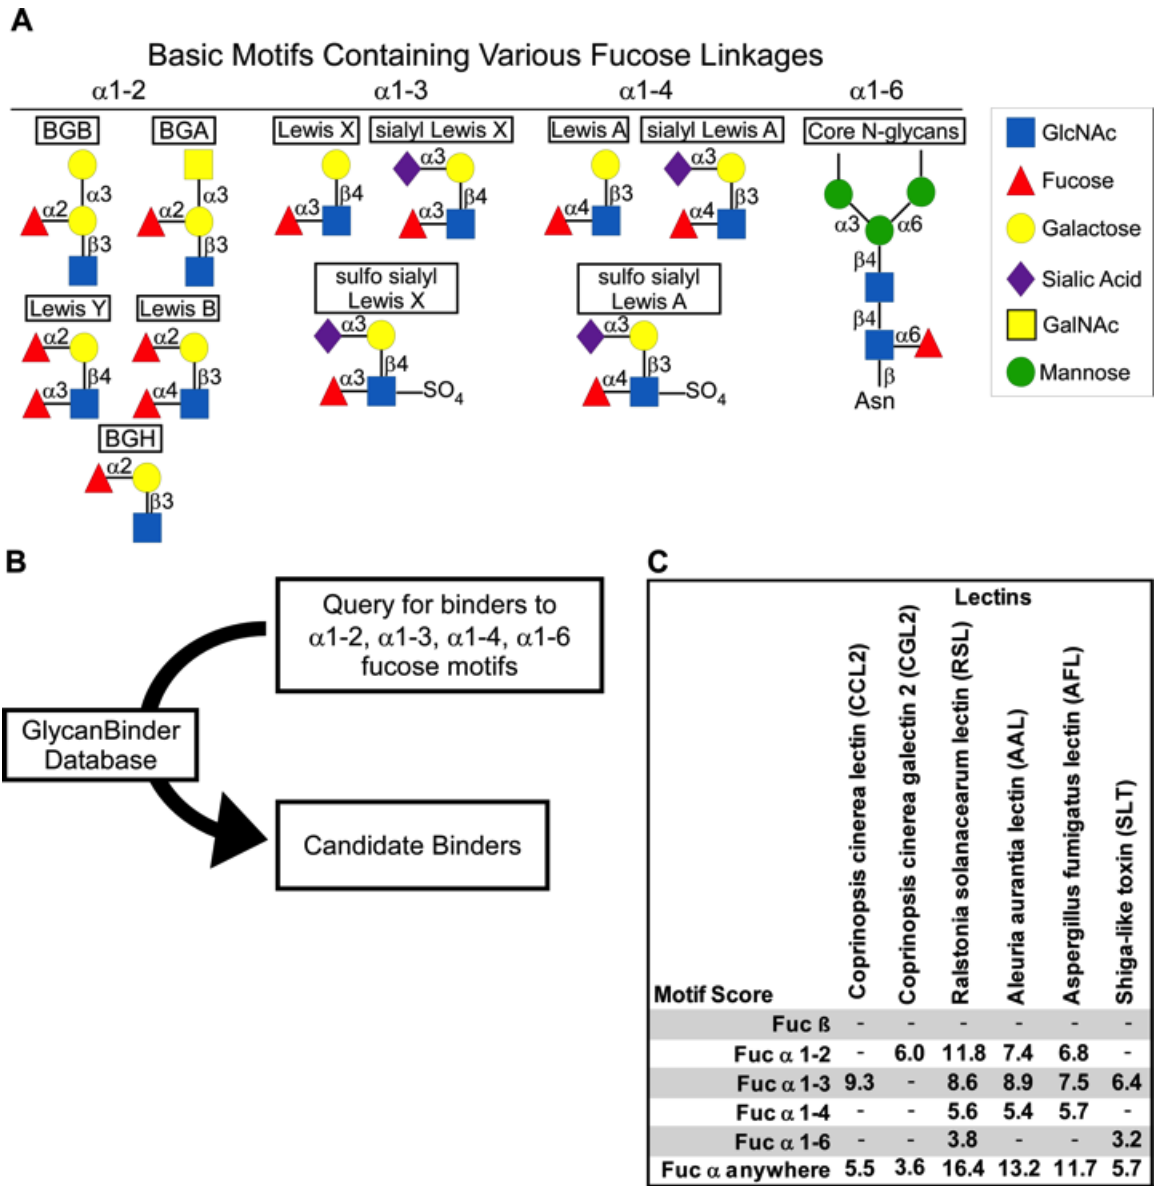 A
Basic Motifs Containing Various Fucose Linkages
α1-2 α1-3 α1-4 α1-6
BGB BGA Lewis X sialyl Lewis X Lewis A sialyl Lewis A Core N-glycans
α3 α3 α3 α3
α2 α2 β4 β4 β3 β3
α3 α3 α4 α4 α3 α6
β3 β3 β4
sulfo sialyl
Lewis X
sulfo sialyl
Lewis A
Lewis Y Lewis B
α2 α2 α3 α3 β4 α6
β4 β3 β4 β3
α3 α4 α3 SO4 α4 SO4 β
Asn
BGH
α2
β3
GlcNAc
Fucose
Galactose
Sialic Acid
GalNAc
Mannose
B
Query for binders to
α1-2, α1-3, α1-4, α1-6
fucose motifs
GlycanBinder
Database
Candidate Binders
C
Lectins
Coprinopsis cinerea lectin (CCL2)
Coprinopsis cinerea galectin 2 (CGL2)
Ralstonia solanacearum lectin (RSL)
Aleuria aurantia lectin (AAL)
Aspergillus fumigatus lectin (AFL)
Shiga-like toxin (SLT)
Motif Score
Fuc ß - - - - - -
Fuc α 1-2 - 6.0 11.8 7.4 6.8 -
Fuc α 1-3 9.3 - 8.6 8.9 7.5 6.4
Fuc α 1-4 - - 5.6 5.4 5.7 -
Fuc α 1-6 - - 3.8 - - 3.2
Fuc α anywhere 5.5 3.6 16.4 13.2 11.7 5.7